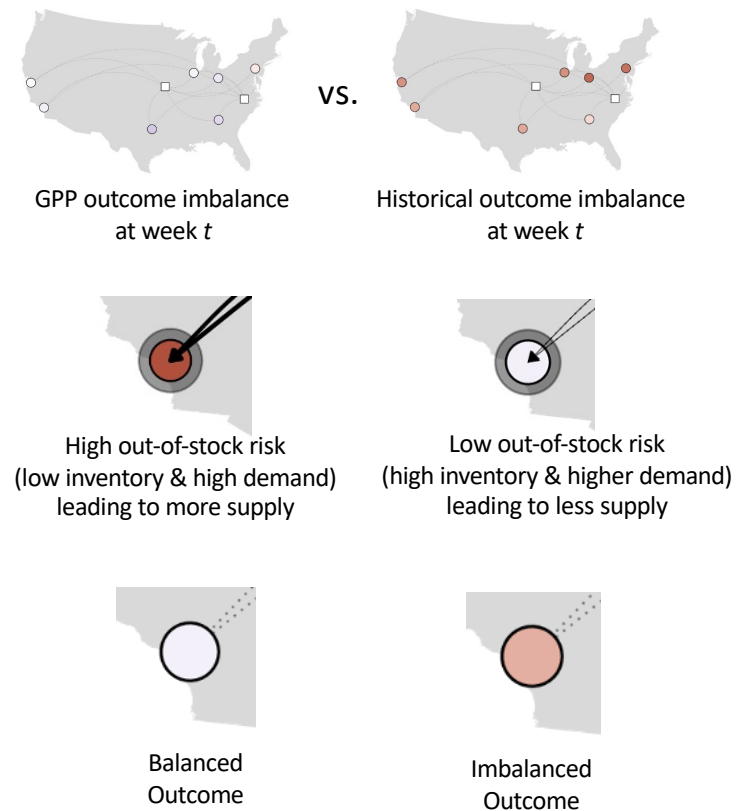 vs.
GPP outcome imbalance
at week t
Historical outcome imbalance
at week t
High out-of-stock risk
(low inventory & high demand)
leading to more supply
Low out-of-stock risk
(high inventory & higher demand)
leading to less supply
Balanced
Outcome
Imbalanced
Outcome